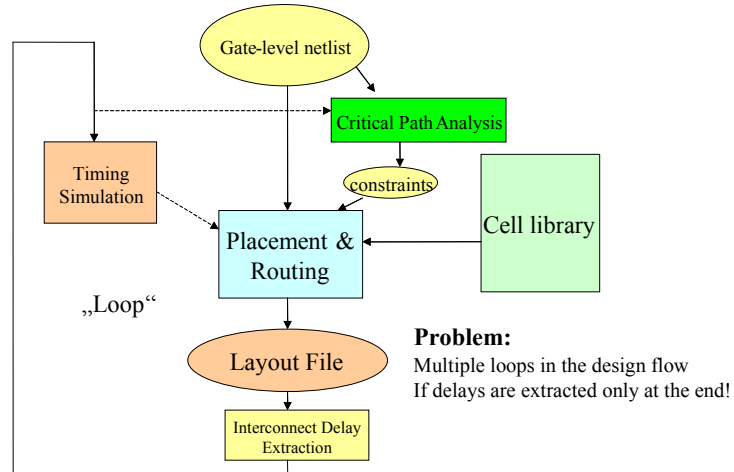 Gate-level netlist
Critical Path Analysis
Timing
Simulation
constraints
Cell library
Placement &
Routing
„Loop“
Problem:
Multiple loops in the design flow
If delays are extracted only at the end!
Layout File
Interconnect Delay
Extraction